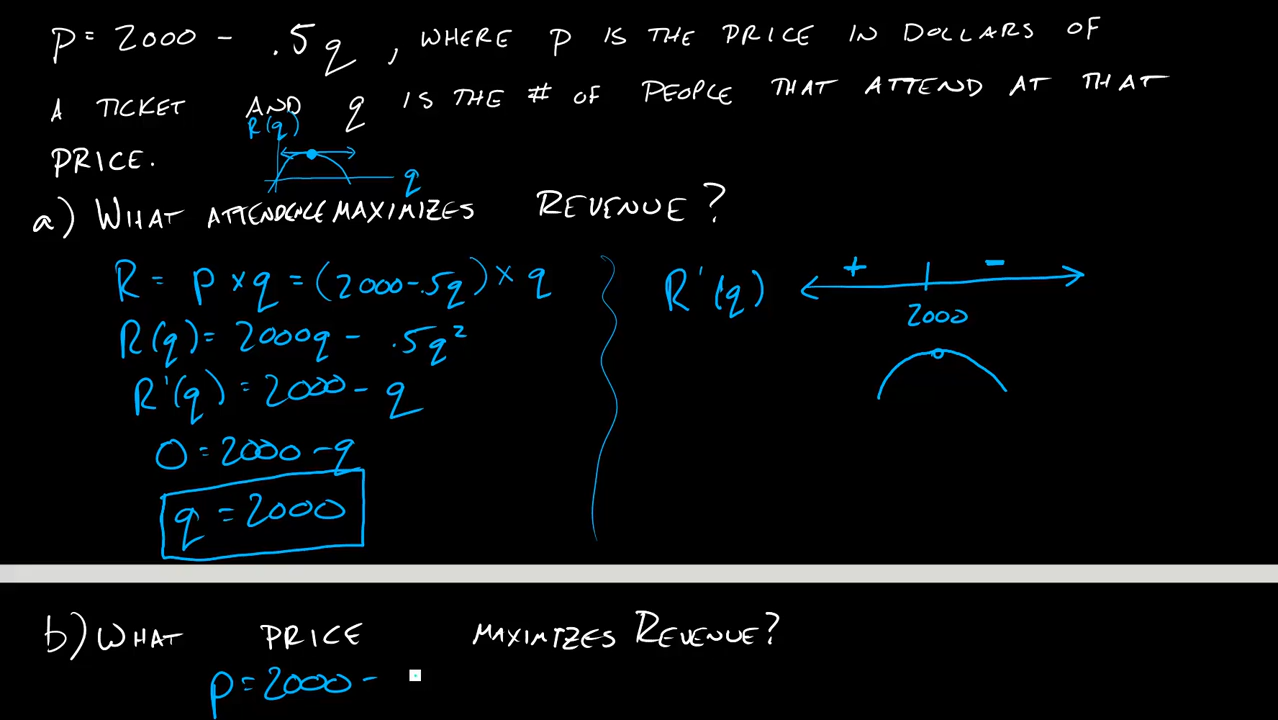 p = 2000 - .5q , WHERE p IS THE PRICE IN DOLLARS OF
A TICKET AND q IS THE # OF PEOPLE THAT ATTEND AT THAT
PRICE.
R(q)
q
a) WHAT ATTENDENCE MAXIMIZES REVENUE?
R = p × q = (2000-.5q) × q
R(q) = 2000q - .5q²
R'(q) = 2000 - q
0 = 2000 - q
q = 2000
R'(q) + -
2000
b) WHAT PRICE MAXIMIZES REVENUE?
p = 2000 -